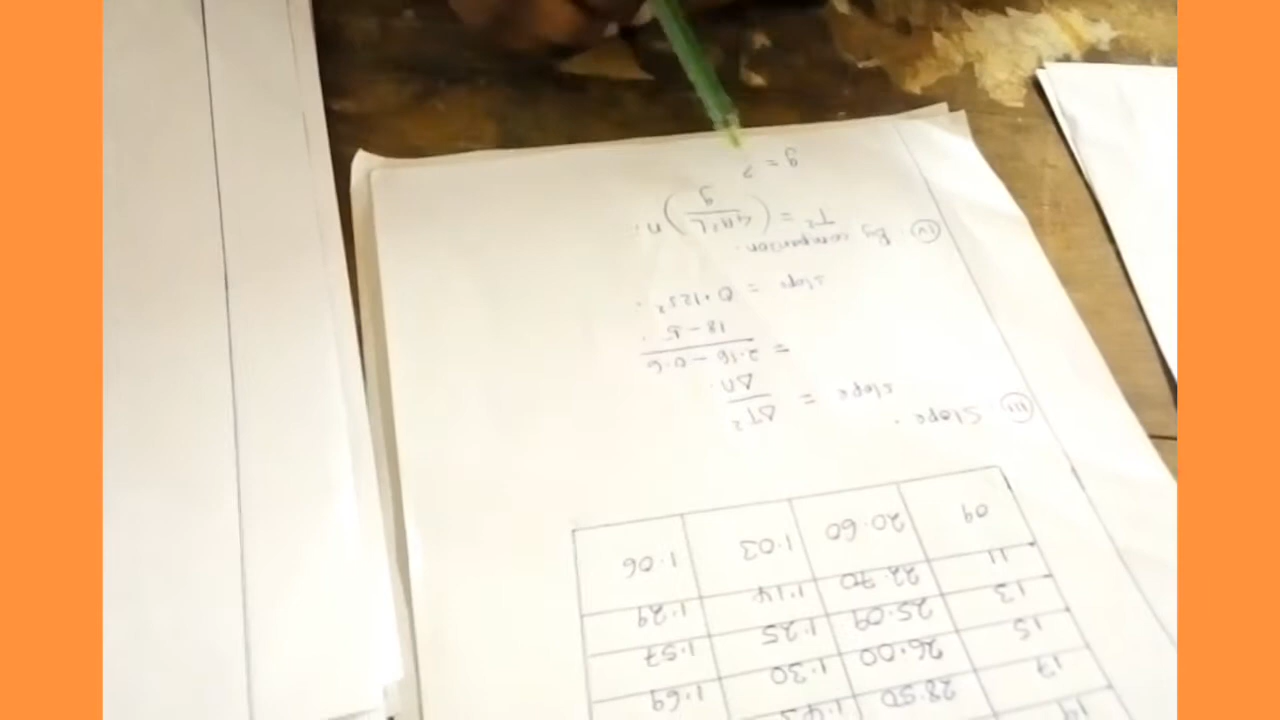 17 28.50
15 26.00 1.30 1.69
13 25.09 1.25 1.57
11 22.70 1.14 1.29
09 20.60 1.03 1.06
(iii) Slope.
slope = ΔT²/Δn.
= 2.16 - 0.6 / 18 - 5
slope = 0.12s².
(iv) By comparison.
T² = (4π²L/g) n.
g = ?